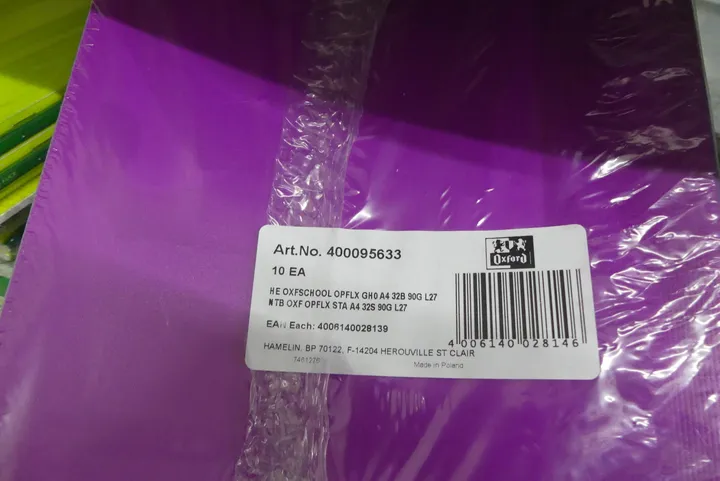 Art.No. 400095633
10 EA
Oxford
HE OXFSCHOOL OPFLX GH0 A4 32B 90G L27
NTB OXF OPFLX STA A4 32S 90G L27
EAN Each: 4006140028139
4 006140 028146
HAMELIN, BP 70122, F-14204 HEROUVILLE ST CLAIR
Made in Poland